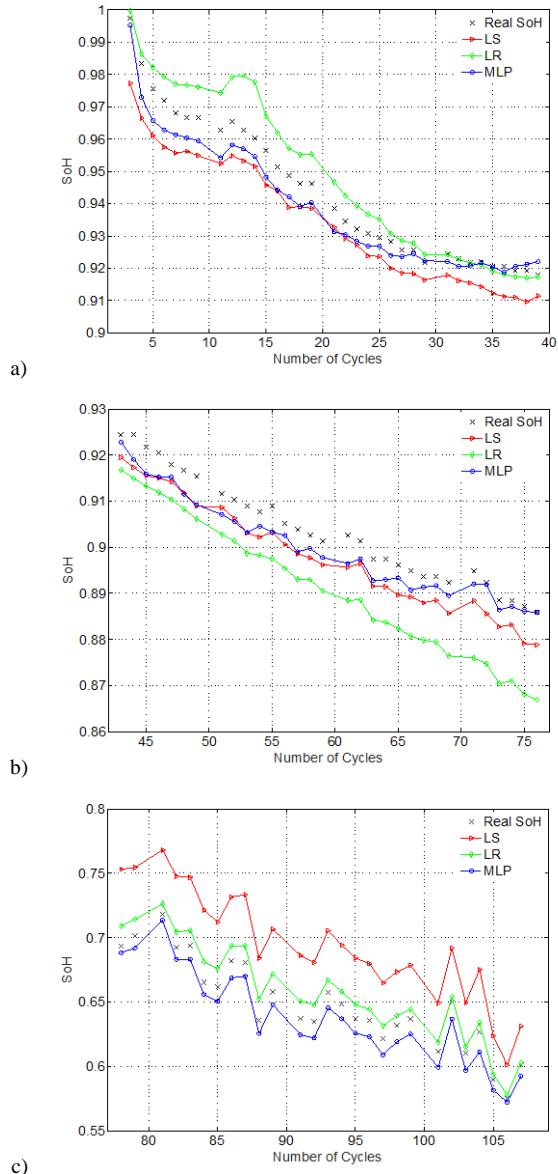 1
0.99
0.98
0.97
0.96
0.95
0.94
0.93
0.92
0.91
0.9
SoH
Real SoH
LS
LR
MLP
5 10 15 20 25 30 35 40
Number of Cycles
a)
0.93
0.92
0.91
0.9
0.89
0.88
0.87
0.86
SoH
Real SoH
LS
LR
MLP
45 50 55 60 65 70 75
Number of Cycles
b)
0.8
0.75
0.7
0.65
0.6
0.55
SoH
Real SoH
LS
LR
MLP
80 85 90 95 100 105
Number of Cycles
c)